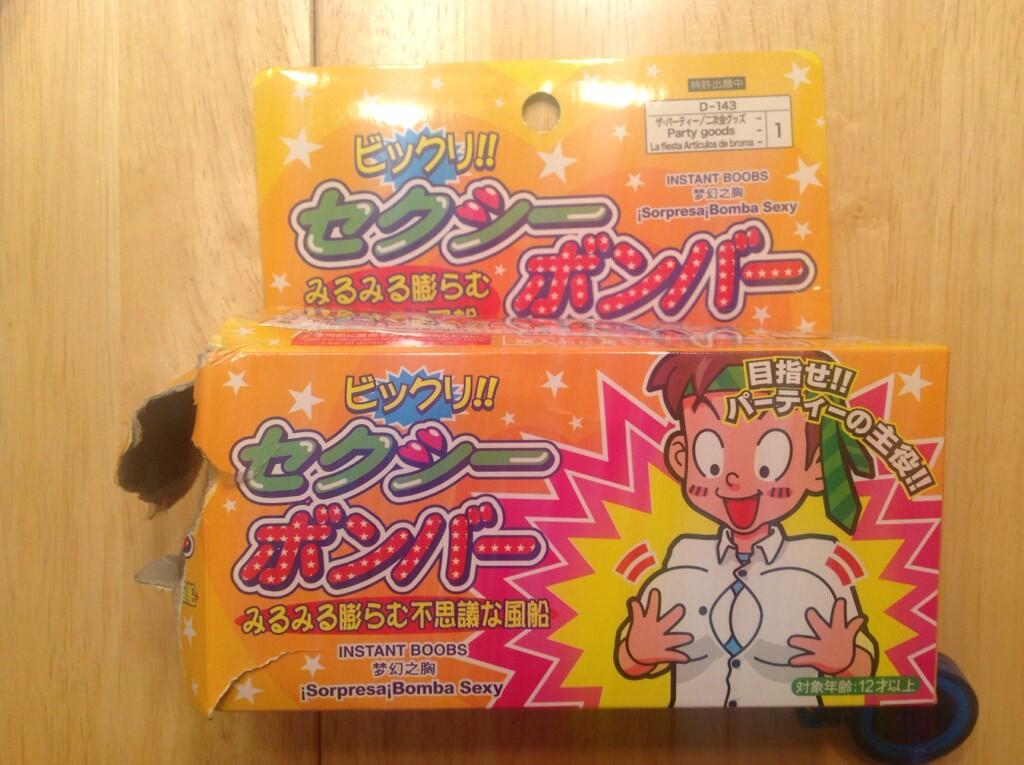 特許出願中
D-143
ザ・パーティー/二次会グッズ -
Party goods -
La fiesta Artículos de broma -
1
ビックリ!!
セクシー
ボンバー
みるみる膨らむ
INSTANT BOOBS
梦幻之胸
¡Sorpresa¡Bomba Sexy
ビックリ!!
セクシー
ボンバー
みるみる膨らむ不思議な風船
INSTANT BOOBS
梦幻之胸
¡Sorpresa¡Bomba Sexy
目指せ!!
パーティーの主役!!
対象年齢:12才以上